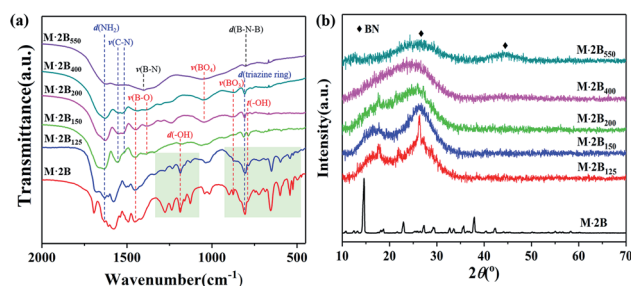 (a)
d(NH₂)
ν(C-N)
d(B-N-B)
ν(B-N)
ν(BO₄)
ν(B-O)
ν(BO₃)
d(triazine ring)
r(-OH)
d(-OH)
M·2B₅₅₀
M·2B₄₀₀
M·2B₂₀₀
M·2B₁₅₀
M·2B₁₂₅
M·2B
Transmittance(a.u.)
2000 1500 1000 500
Wavenumber(cm⁻¹)
(b)
♦ BN
M·2B₅₅₀
M·2B₄₀₀
M·2B₂₀₀
M·2B₁₅₀
M·2B₁₂₅
M·2B
Intensity(a.u.)
10 20 30 40 50 60 70
2θ(°)